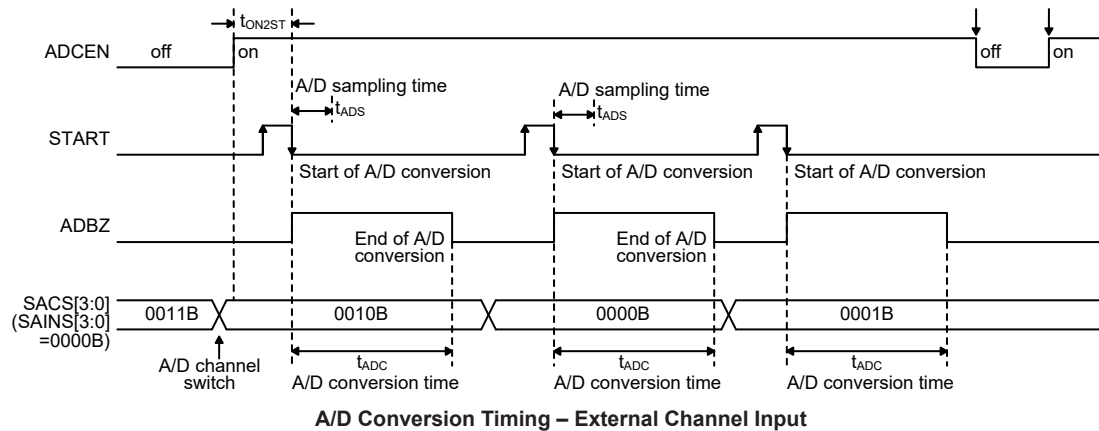 tON2ST
ADCEN
off
on
off
on
A/D sampling time
tADS
A/D sampling time
tADS
START
Start of A/D conversion
Start of A/D conversion
Start of A/D conversion
ADBZ
End of A/D
conversion
End of A/D
conversion
SACS[3:0]
(SAINS[3:0]
=0000B)
0011B
0010B
0000B
0001B
A/D channel
switch
tADC
A/D conversion time
tADC
A/D conversion time
tADC
A/D conversion time
A/D Conversion Timing – External Channel Input